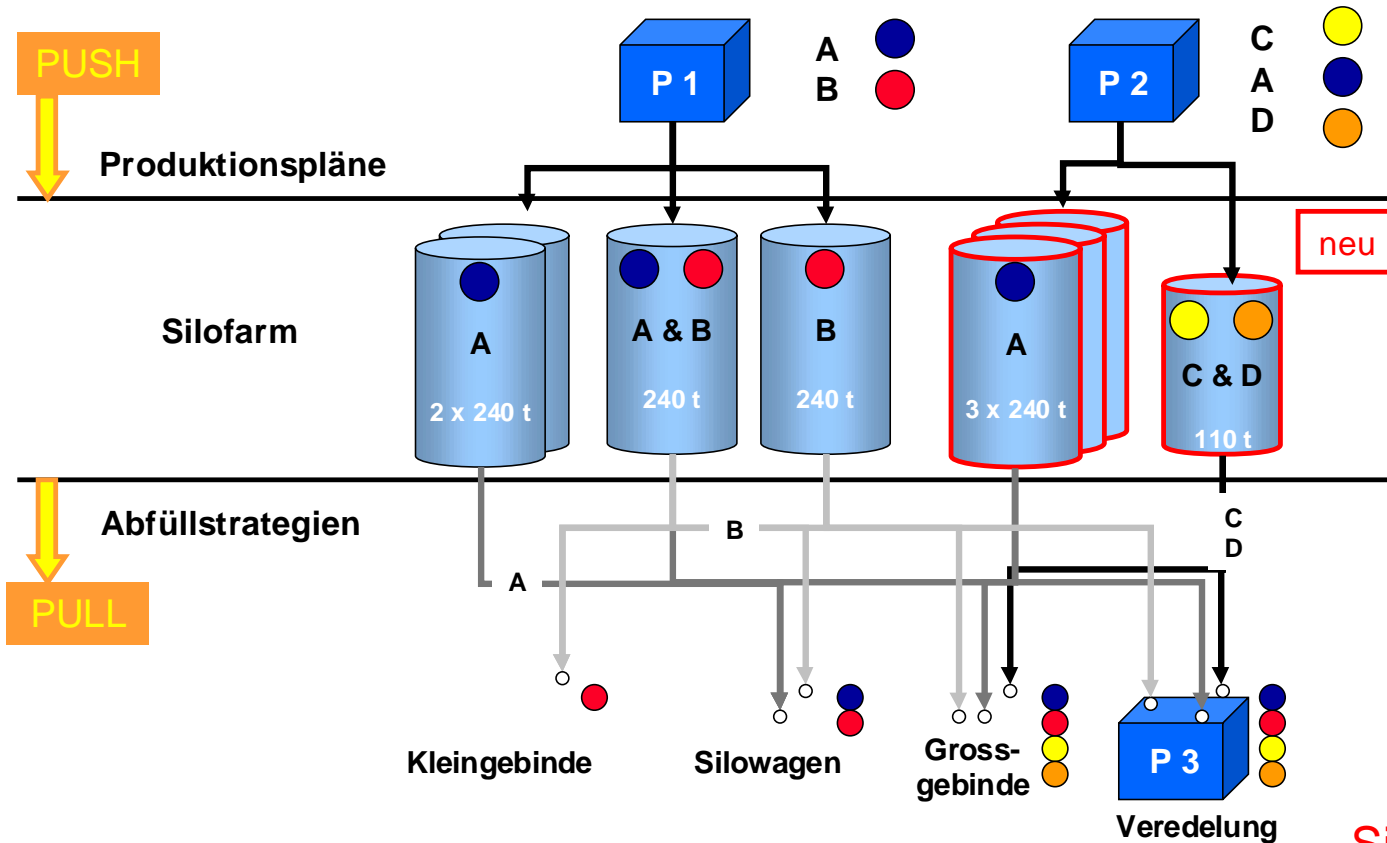 PUSH
P 1
A
B
P 2
C
A
D
Produktionspläne
neu
Silofarm
A
2 x 240 t
A & B
240 t
B
240 t
A
3 x 240 t
C & D
110 t
Abfüllstrategien
B
C
D
A
PULL
Kleingebinde
Silowagen
Gross-
gebinde
P 3
Veredelung